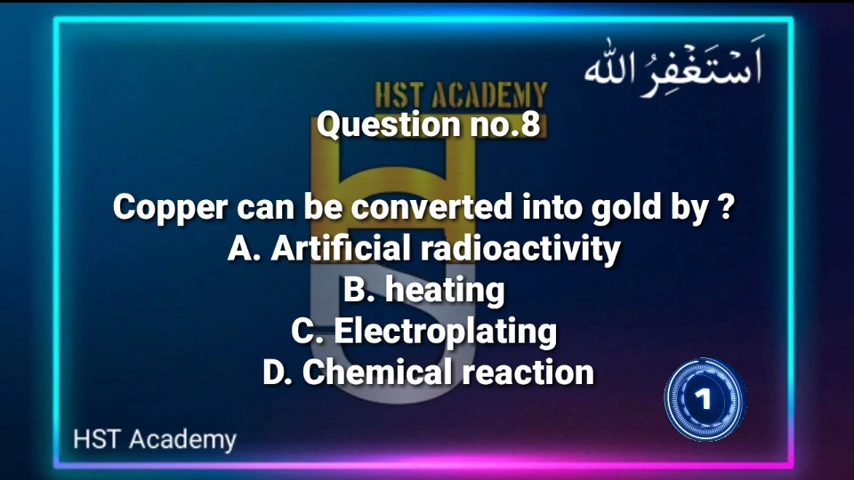 اَسْتَغْفِرُ اللّٰه
HST ACADEMY
Question no.8
Copper can be converted into gold by ?
A. Artificial radioactivity
B. heating
C. Electroplating
D. Chemical reaction
1
HST Academy